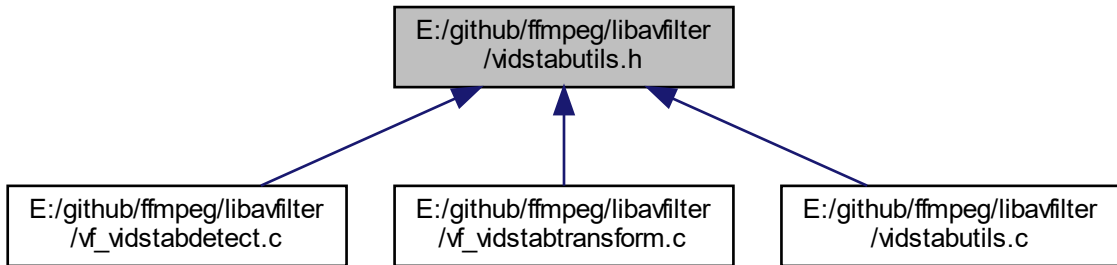 E:/github/ffmpeg/libavfilter
/vidstabutils.h
E:/github/ffmpeg/libavfilter
/vf_vidstabdetect.c
E:/github/ffmpeg/libavfilter
/vf_vidstabtransform.c
E:/github/ffmpeg/libavfilter
/vidstabutils.c